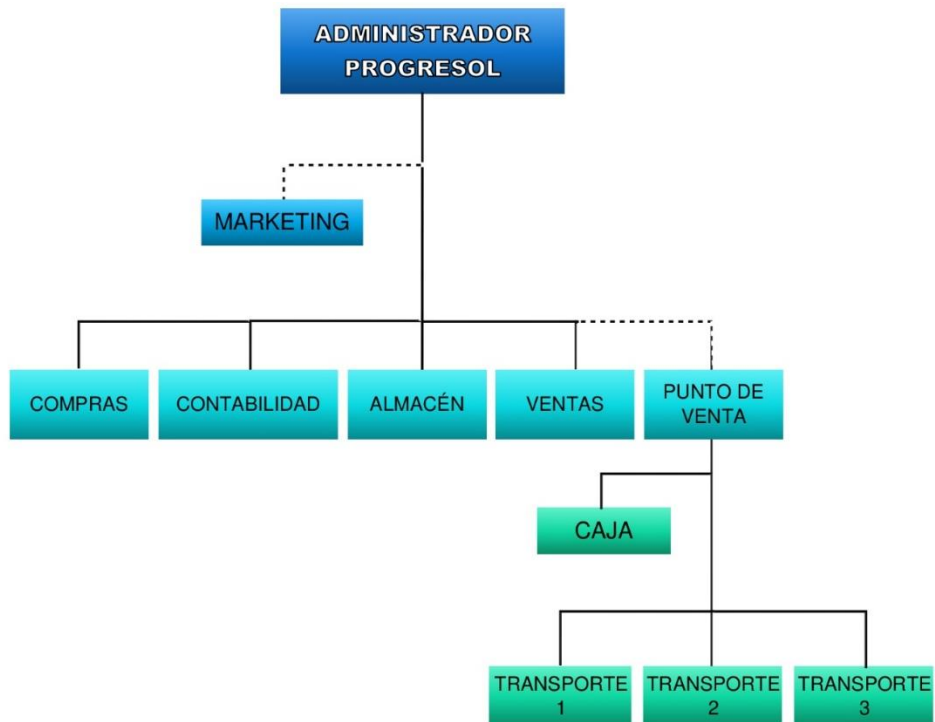 ADMINISTRADOR
PROGRESOL
MARKETING
COMPRAS
CONTABILIDAD
ALMACÉN
VENTAS
PUNTO DE
VENTA
CAJA
TRANSPORTE
1
TRANSPORTE
2
TRANSPORTE
3